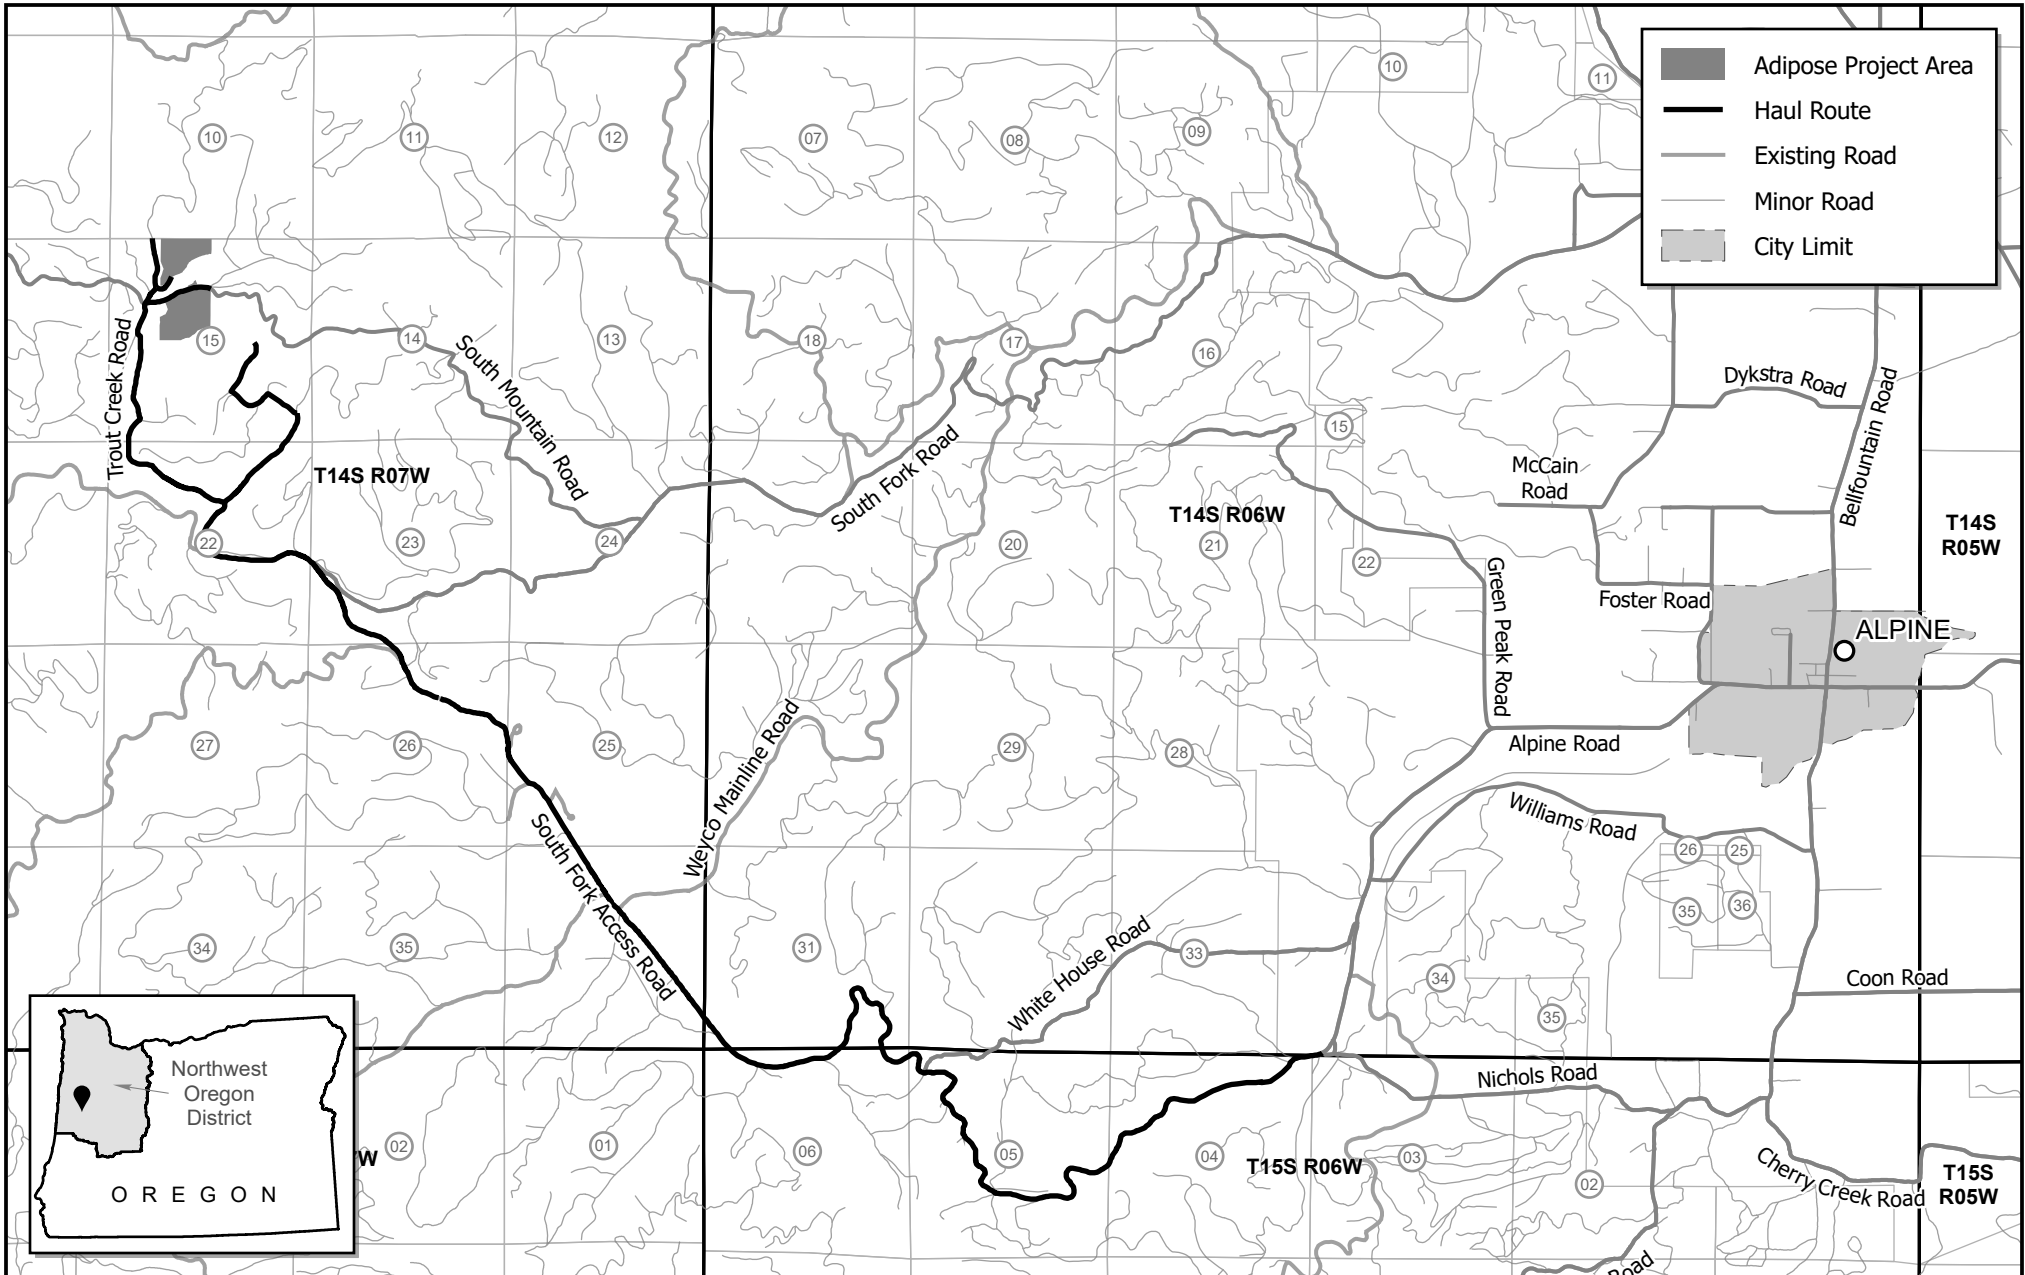 10
11
Adipose Project Area
Haul Route
Existing Road
Minor Road
City Limit
10
11
12
07
08
09
Trout Creek Road
15
14
13
18
17
16
South Mountain Road
Dykstra Road
Bellfountain Road
15
South Fork Road
McCain
Road
T14S R07W
T14S R06W
T14S
R05W
22
23
24
20
21
22
Green Peak Road
Foster Road
ALPINE
27
26
25
29
28
Weyco Mainline Road
Alpine Road
Williams Road
26
25
South Fork Access Road
35
36
34
35
31
White House Road
33
34
35
Coon Road
Northwest
Oregon
District
OREGON
Nichols Road
W
02
01
06
05
04
T15S R06W
03
02
Cherry Creek Road
T15S
R05W
Road